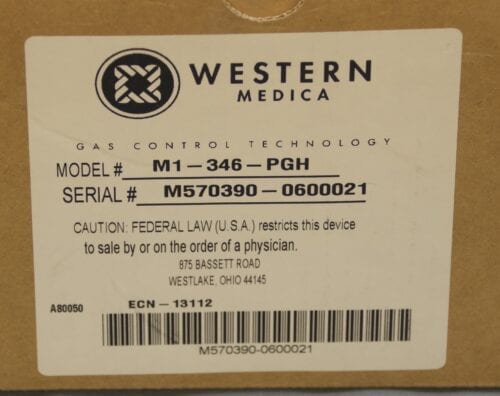 WESTERN
MEDICA
GAS CONTROL TECHNOLOGY
MODEL # M1-346-PGH
SERIAL # M570390-0600021
CAUTION: FEDERAL LAW (U.S.A.) restricts this device
to sale by or on the order of a physician.
875 BASSETT ROAD
WESTLAKE, OHIO 44145
A80050 ECN-13112
M570390-0600021